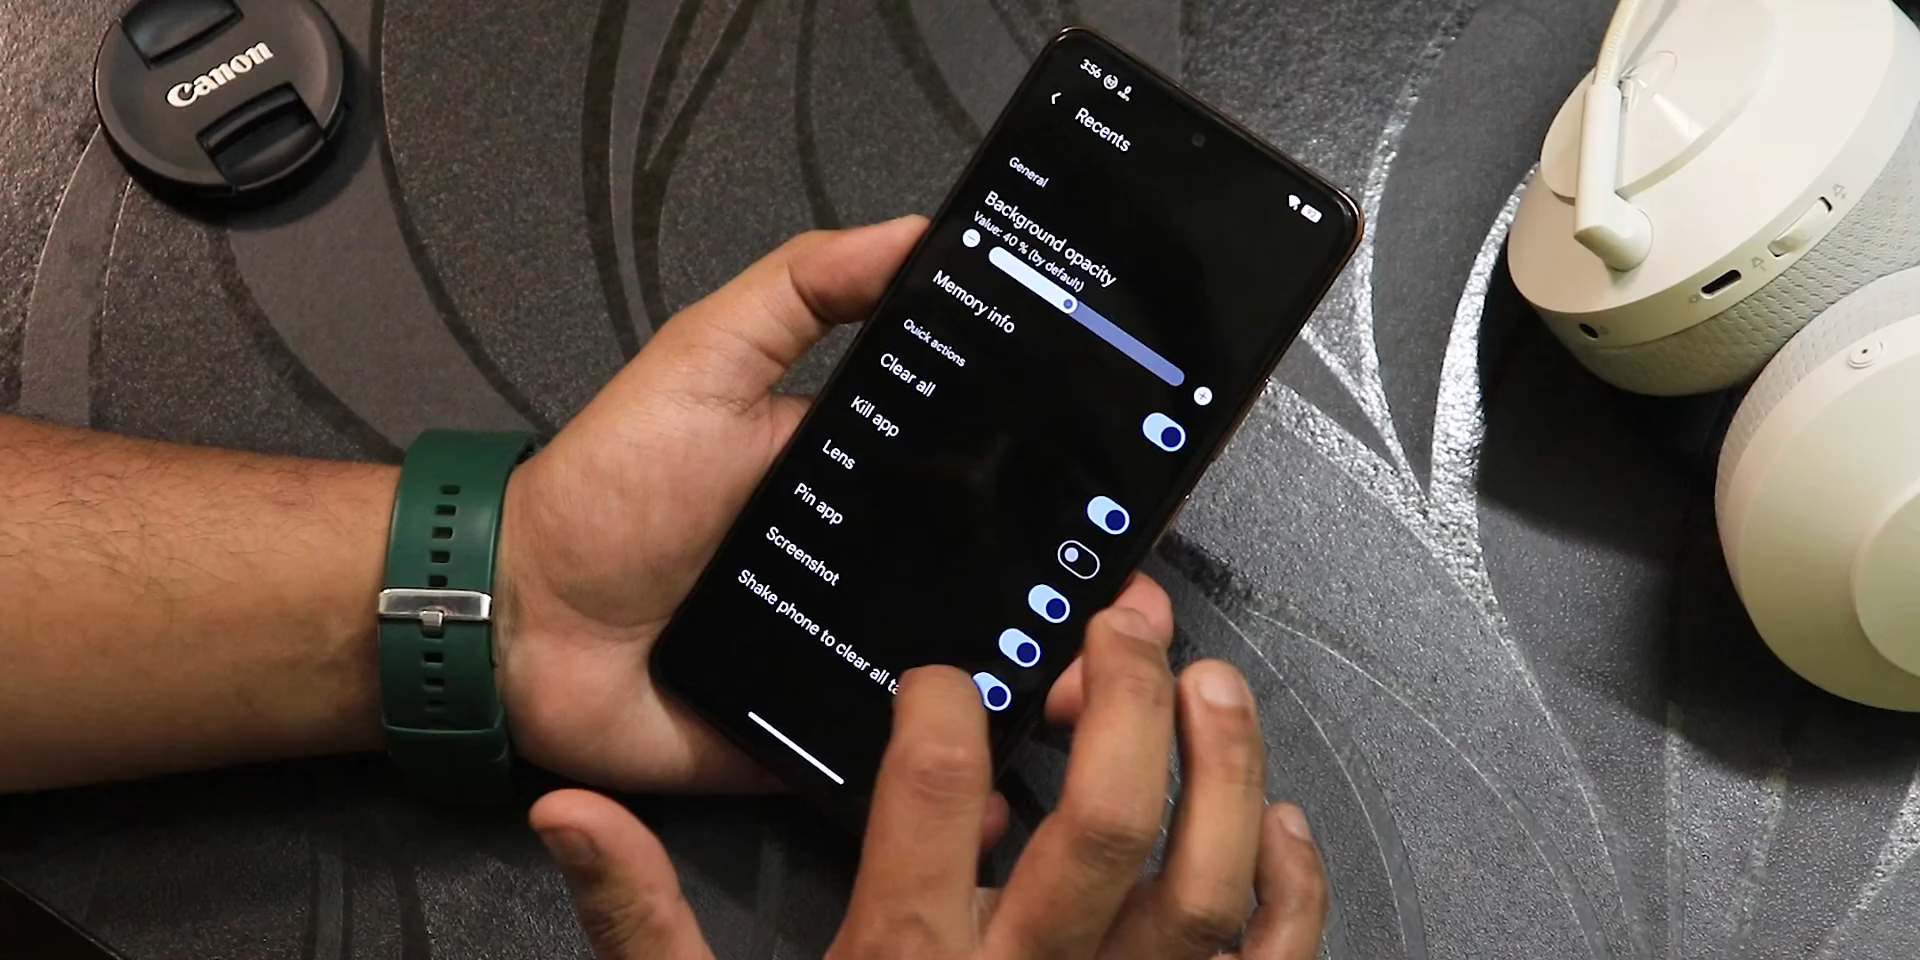 Canon
3:56
Recents
General
Background opacity
Value: 40 % (by default)
Memory info
Quick actions
Clear all
Kill app
Lens
Pin app
Screenshot
Shake phone to clear all